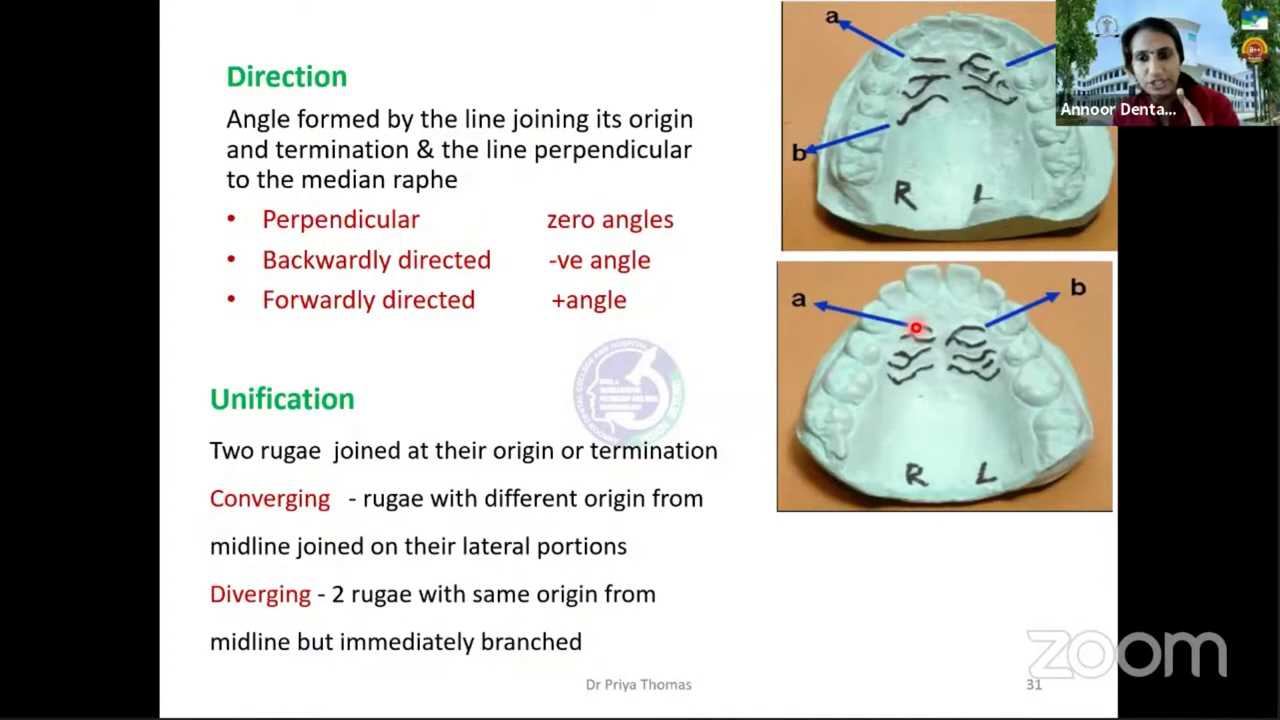 Direction
Angle formed by the line joining its origin
and termination & the line perpendicular
to the median raphe
• Perpendicular zero angles
• Backwardly directed -ve angle
• Forwardly directed +angle
Unification
Two rugae joined at their origin or termination
Converging - rugae with different origin from
midline joined on their lateral portions
Diverging - 2 rugae with same origin from
midline but immediately branched
a
b
R L
a
b
R L
Annoor Denta...
Dr Priya Thomas
31
zoom